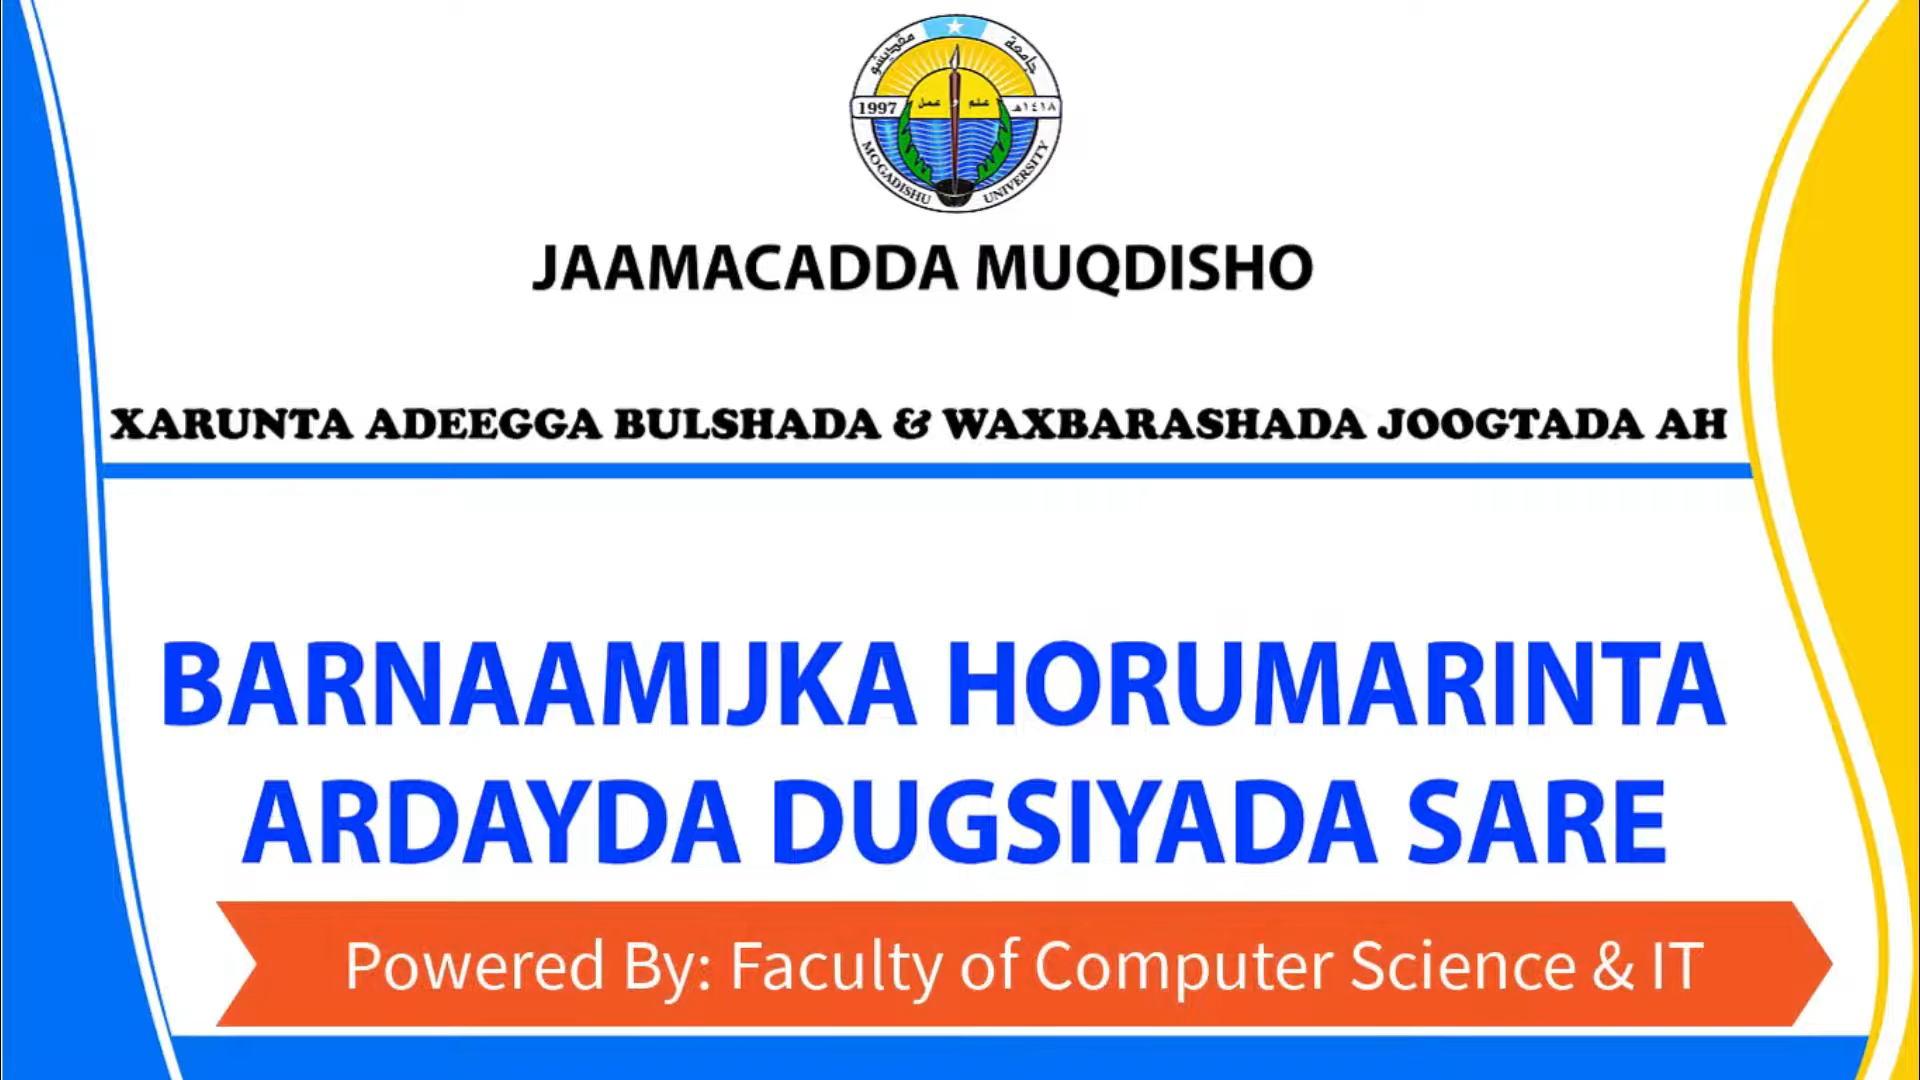 جامعة مقديشو
1997 علم و عمل ١٤١٨هـ
MOGADISHU UNIVERSITY
JAAMACADDA MUQDISHO
XARUNTA ADEEGGA BULSHADA & WAXBARASHADA JOOGTADA AH
BARNAAMIJKA HORUMARINTA
ARDAYDA DUGSIYADA SARE
Powered By: Faculty of Computer Science & IT